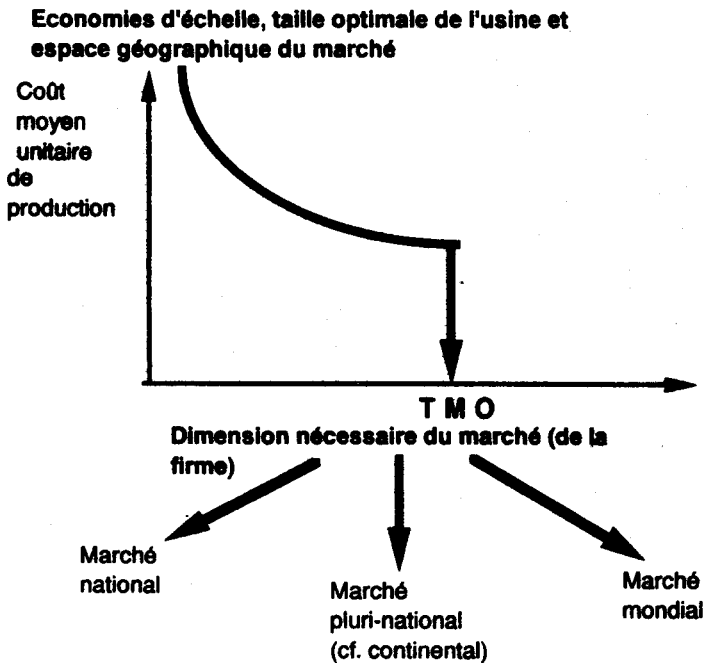 Economies d'échelle, taille optimale de l'usine et
espace géographique du marché
Coût
moyen
unitaire
de
production
T M O
Dimension nécessaire du marché (de la
firme)
Marché
national
Marché
pluri-national
(cf. continental)
Marché
mondial